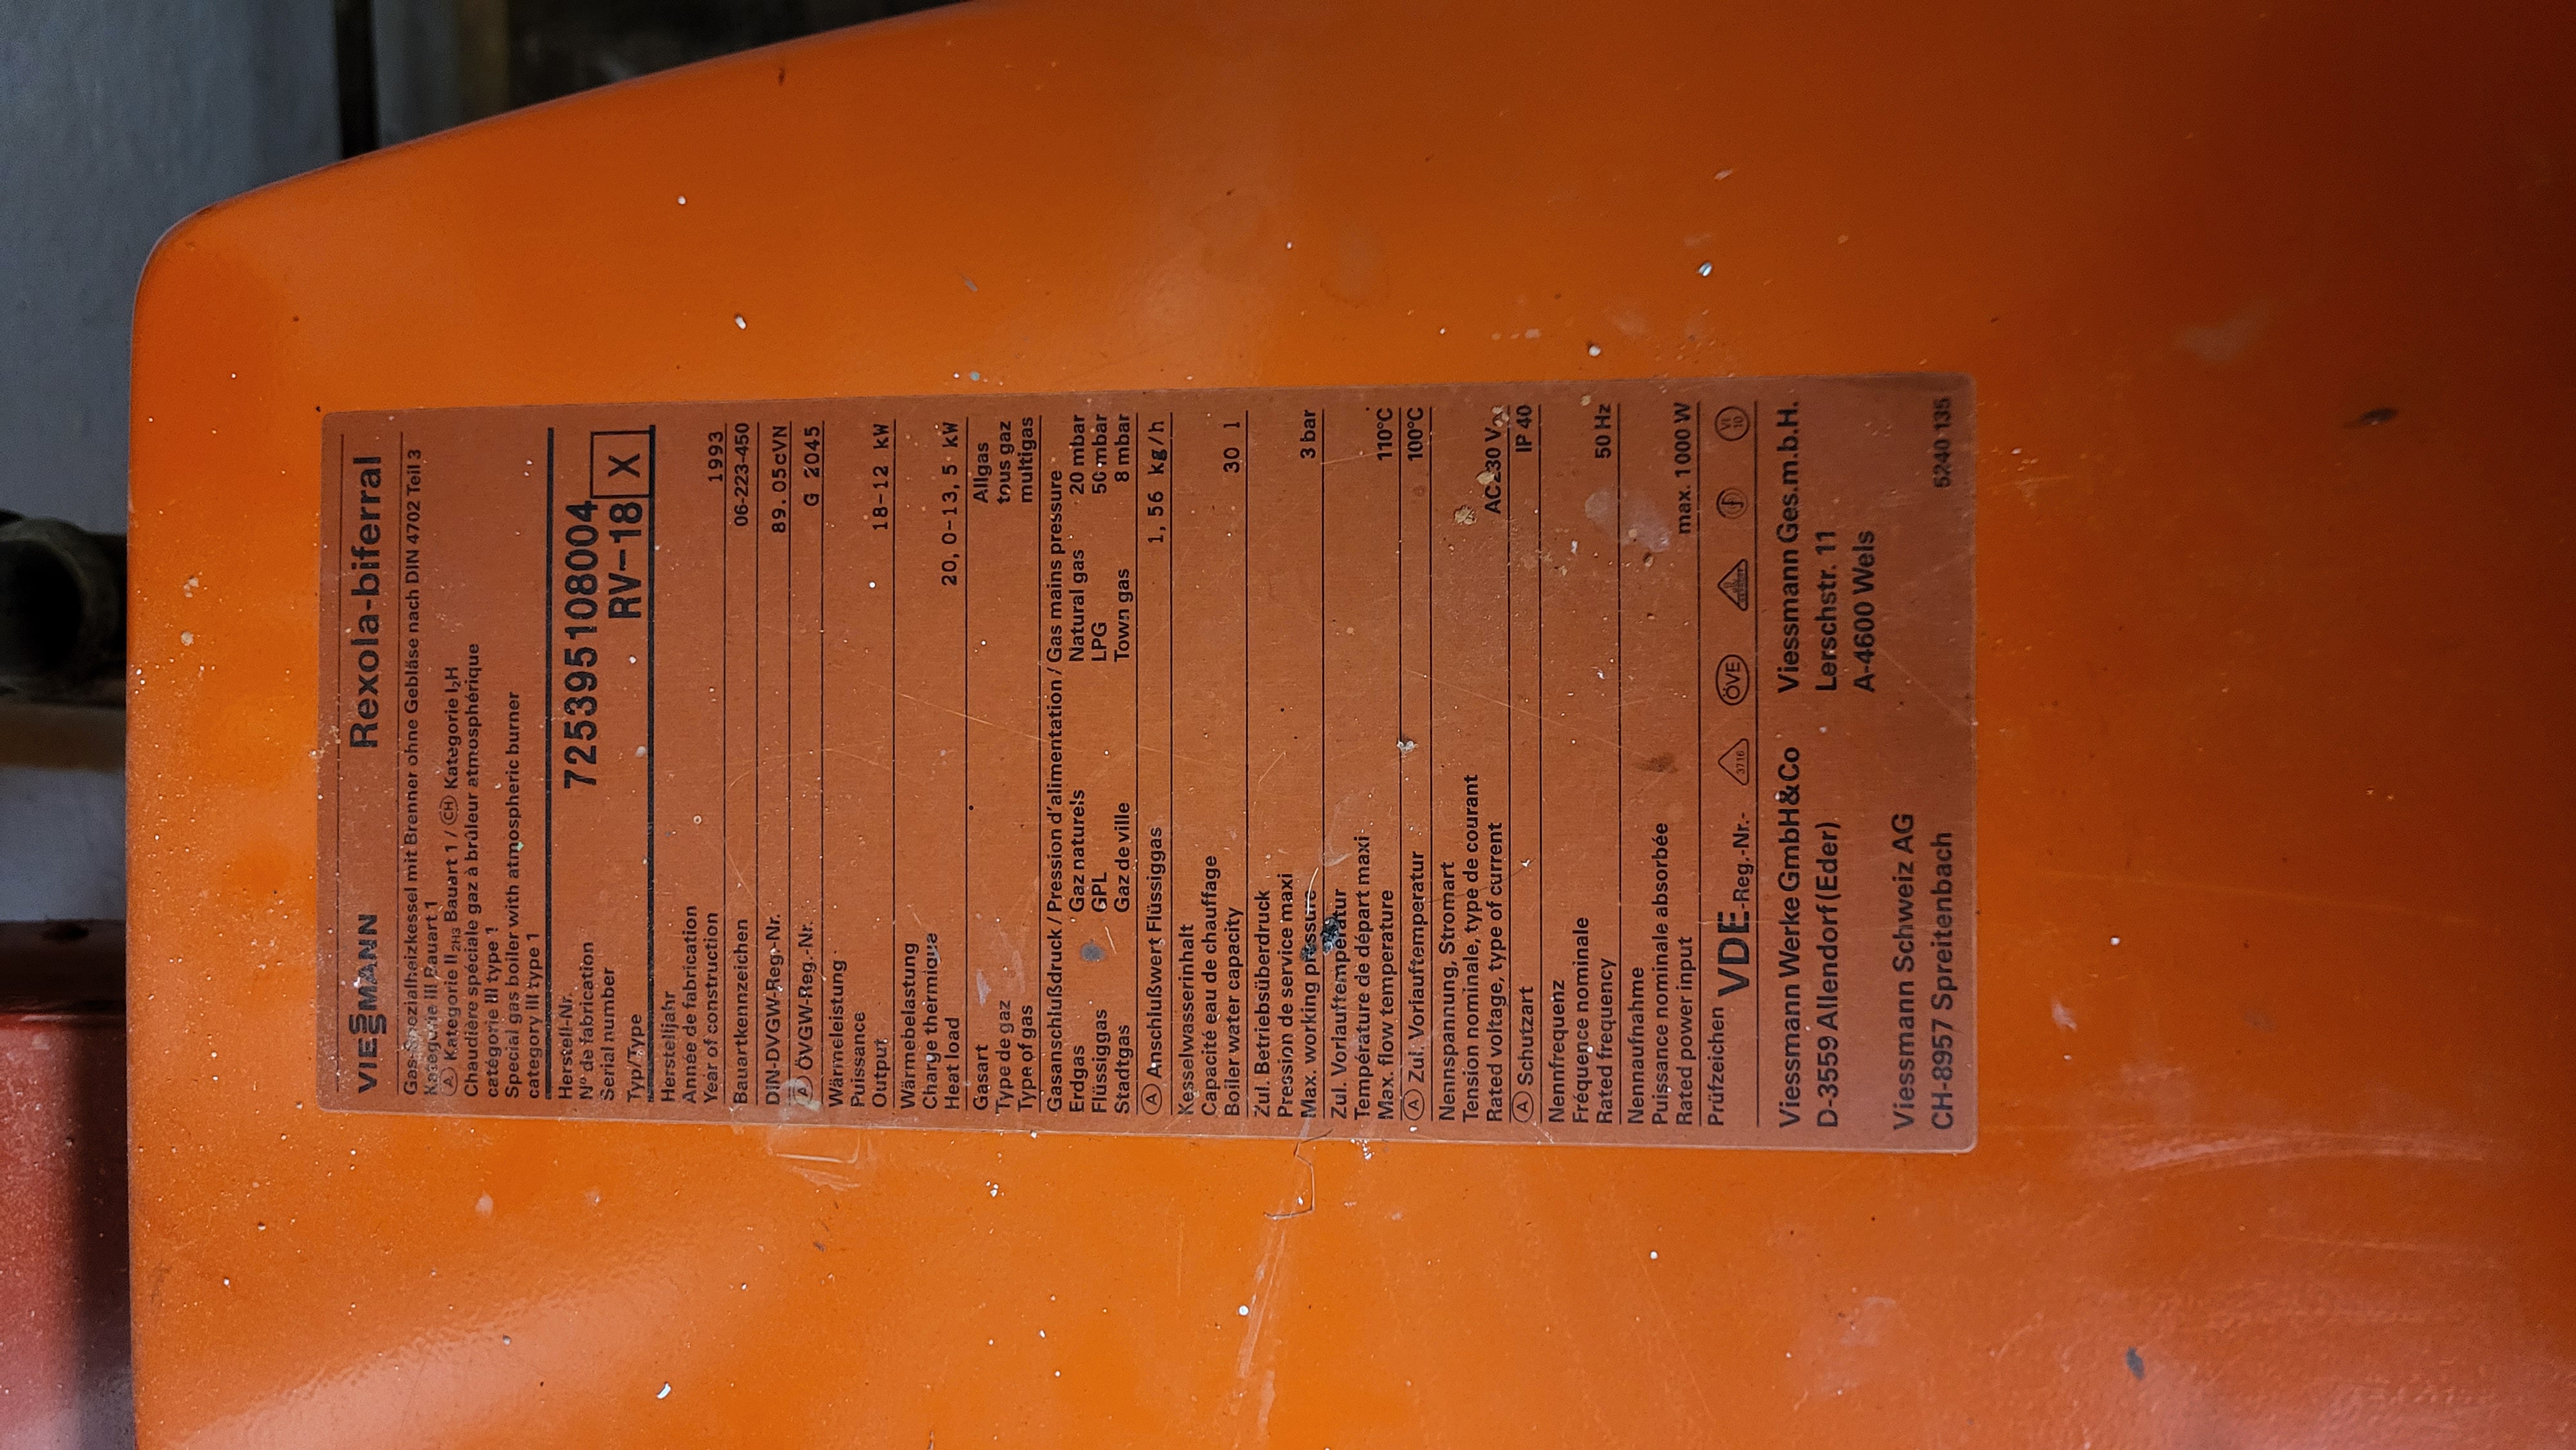 VIESSMANN Rexola-biferral
Gas-Spezialheizkessel mit Brenner ohne Gebläse nach DIN 4702 Teil 3
Kategorie III Bauart 1
Ⓐ Kategorie II₂H₃ Bauart 1 / (CH) Kategorie I₂H
Chaudière spéciale gaz à brûleur atmosphérique
catégorie III type 1
Special gas boiler with atmospheric burner
category III type 1
Herstell-Nr.
N° de fabrication 725395108004
Serial number
Typ/Type RV-18 X
Herstelljahr
Année de fabrication
Year of construction 1993
Bauartkennzeichen 06-223-450
DIN-DVGW-Reg.-Nr. 89.05cVN
Ⓐ ÖVGW-Reg.-Nr. G 2045
Wärmeleistung
Puissance
Output 18-12 kW
Wärmebelastung
Charge thermique
Heat load 20,0-13,5 kW
Gasart Allgas
Type de gaz tous gaz
Type of gas multigas
Gasanschlußdruck / Pression d'alimentation / Gas mains pressure
Erdgas Gaz naturels Natural gas 20 mbar
Flüssiggas GPL LPG 50 mbar
Stadtgas Gaz de ville Town gas 8 mbar
Ⓐ Anschlußwert Flüssiggas 1,56 kg/h
Kesselwasserinhalt
Capacité eau de chauffage
Boiler water capacity 30 l
Zul. Betriebsüberdruck
Pression de service maxi
Max. working pressure 3 bar
Zul. Vorlauftemperatur
Température de départ maxi
Max. flow temperature 110°C
Ⓐ Zul. Vorlauftemperatur 100°C
Nennspannung, Stromart
Tension nominale, type de courant
Rated voltage, type of current AC 230 V
Ⓐ Schutzart IP 40
Nennfrequenz
Fréquence nominale
Rated frequency 50 Hz
Nennaufnahme
Puissance nominale absorbée
Rated power input max. 1000 W
Prüfzeichen VDE-Reg.-Nr.- 3716 ÖVE
Viessmann Werke GmbH&Co Viessmann Ges.m.b.H.
D-3559 Allendorf (Eder) Lerschstr. 11
A-4600 Wels
Viessmann Schweiz AG
CH-8957 Spreitenbach 5240 135